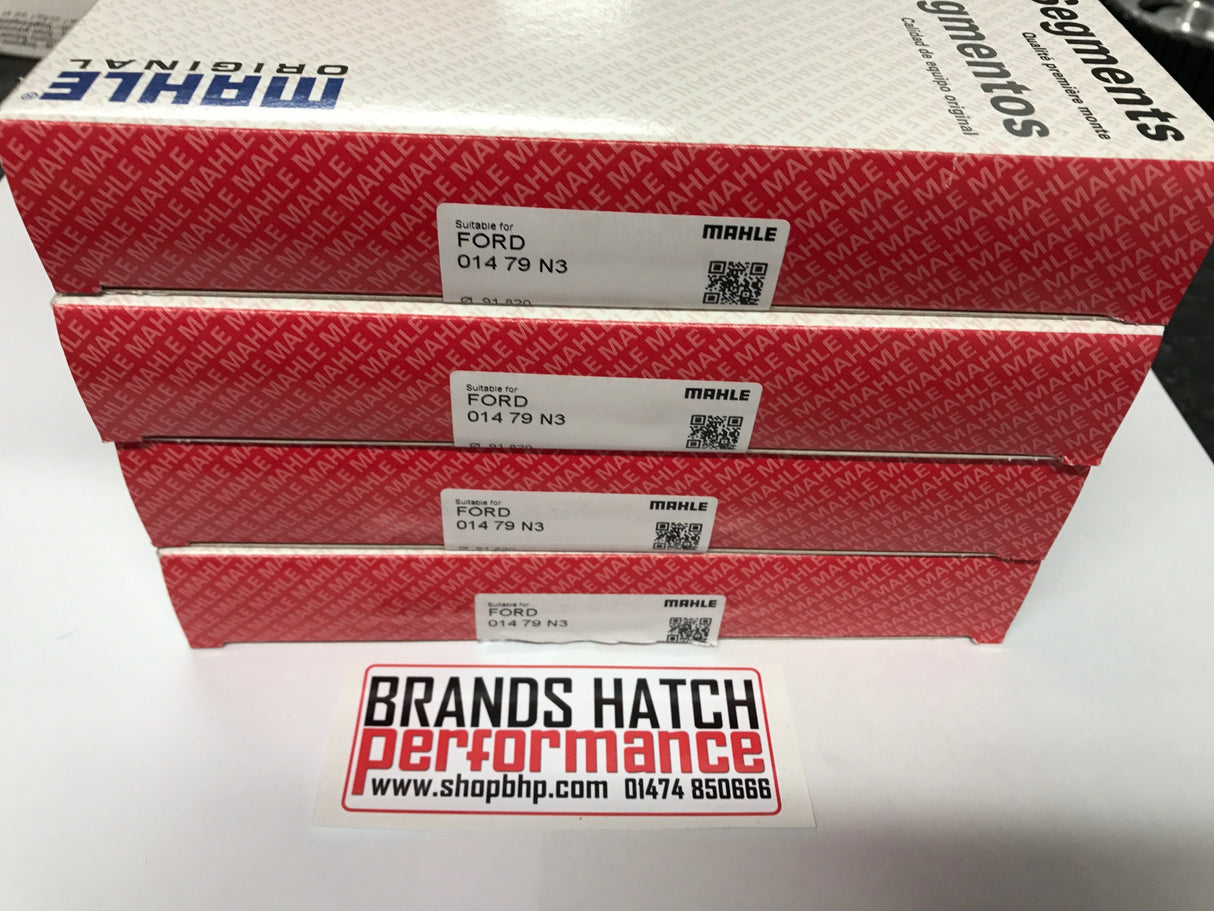 MAHLE®
ORIGINAL
Segments
Qualité première monte
gmentos
Calidad de equipo original
Suitable for
FORD
014 79 N3
MAHLE
Suitable for
FORD
014 79 N3
MAHLE
Suitable for
FORD
014 79 N3
MAHLE
Suitable for
FORD
014 79 N3
MAHLE
BRANDS HATCH
performance
www.shopbhp.com 01474 850666